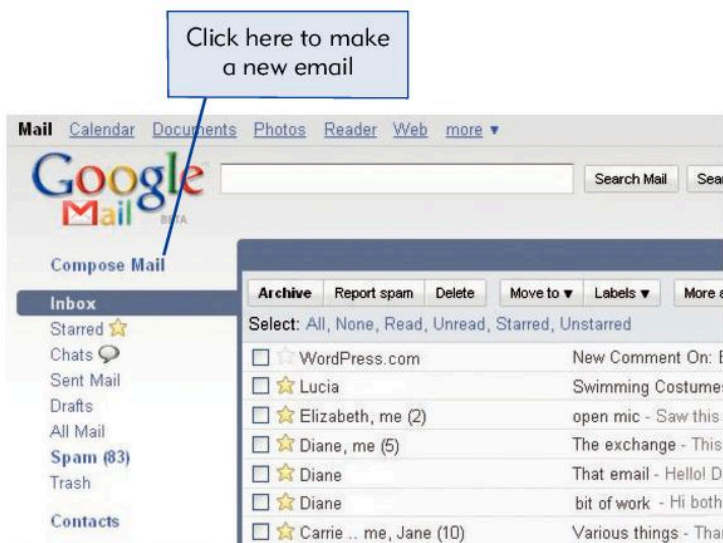 Click here to make
a new email
Mail Calendar Documents Photos Reader Web more ▼
Google
Mail BETA
Search Mail Sear
Compose Mail
Inbox
Starred
Chats
Sent Mail
Drafts
All Mail
Spam (83)
Trash
Contacts
Archive Report spam Delete Move to ▼ Labels ▼ More a
Select: All, None, Read, Unread, Starred, Unstarred
WordPress.com New Comment On: E
Lucia Swimming Costumes
Elizabeth, me (2) open mic - Saw this
Diane, me (5) The exchange - This
Diane That email - Hello! D
Diane bit of work - Hi both
Carrie .. me, Jane (10) Various things - Thar